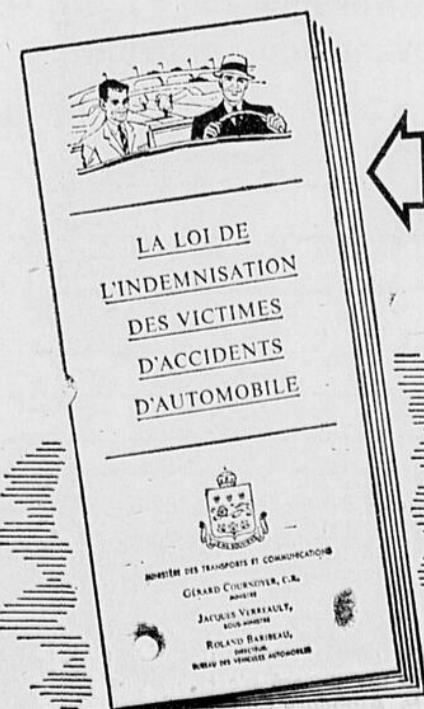 LA LOI DE
L'INDEMNISATION
DES VICTIMES
D'ACCIDENTS
D'AUTOMOBILE
MINISTÈRE DES TRANSPORTS ET COMMUNICATIONS
GÉRARD COURNOYER, C.R.
MINISTRE
JACQUES VERREAULT,
SOUS-MINISTRE
ROLAND BARIBEAU,
DIRECTEUR
BUREAU DES VÉHICULES AUTOMOBILES